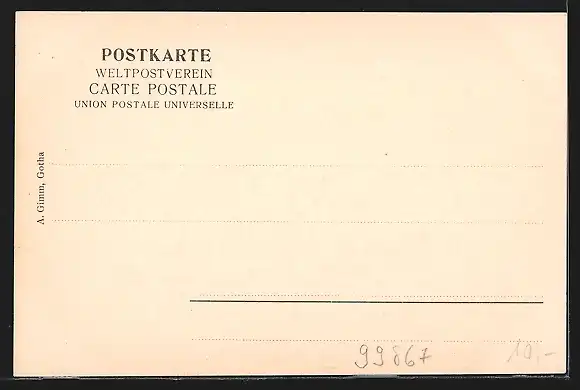 POSTKARTE
WELTPOSTVEREIN
CARTE POSTALE
UNION POSTALE UNIVERSELLE
A. Gimm, Gotha
99867
10,-